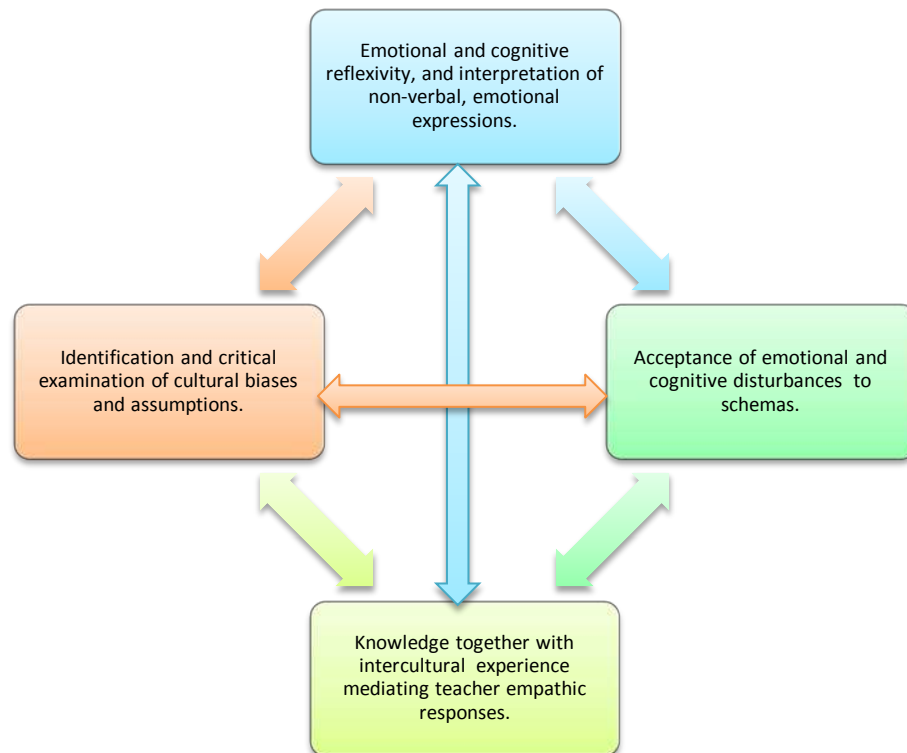 Emotional and cognitive
reflexivity, and interpretation of
non-verbal, emotional
expressions.
Identification and critical
examination of cultural biases
and assumptions.
Acceptance of emotional and
cognitive disturbances to
schemas.
Knowledge together with
intercultural experience
mediating teacher empathic
responses.